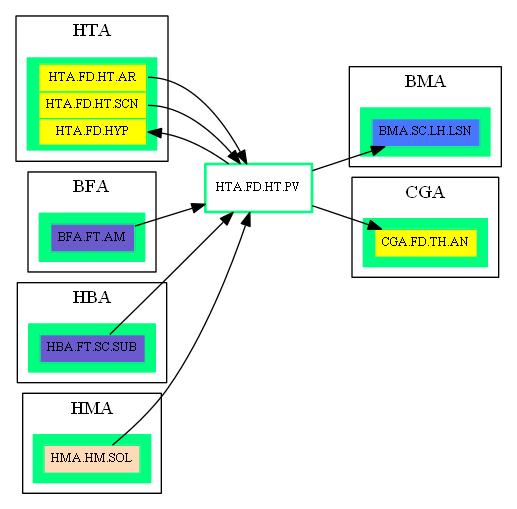 HTA
HTA.FD.HT.AR
HTA.FD.HT.SCN
HTA.FD.HYP
BFA
BFA.FT.AM
HBA
HBA.FT.SC.SUB
HMA
HMA.HM.SOL
HTA.FD.HT.PV
BMA
BMA.SC.LH.LSN
CGA
CGA.FD.TH.AN